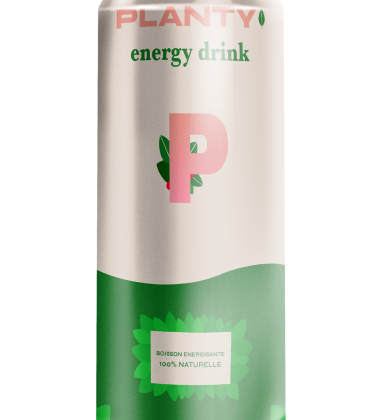 PLANTY
energy drink
P
BOISSON ENERGISANTE
100% NATURELLE